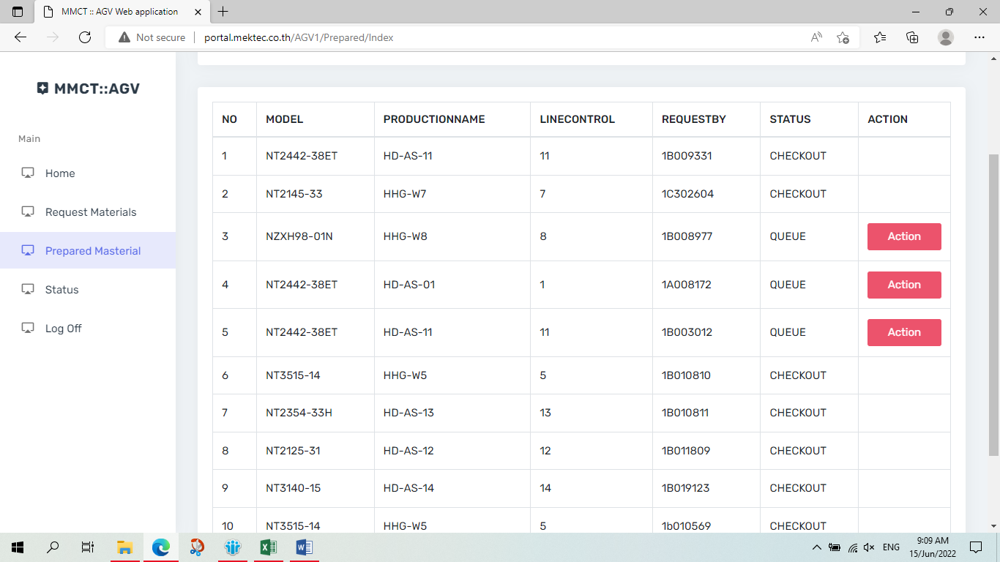 MMCT :: AGV Web application
Not secure portal.mektec.co.th/AGV1/Prepared/Index
MMCT::AGV
Main
Home
Request Materials
Prepared Masterial
Status
Log Off
NO MODEL PRODUCTIONNAME LINECONTROL REQUESTBY STATUS ACTION
1 NT2442-38ET HD-AS-11 11 1B009331 CHECKOUT
2 NT2145-33 HHG-W7 7 1C302604 CHECKOUT
3 NZXH98-01N HHG-W8 8 1B008977 QUEUE Action
4 NT2442-38ET HD-AS-01 1 1A008172 QUEUE Action
5 NT2442-38ET HD-AS-11 11 1B003012 QUEUE Action
6 NT3515-14 HHG-W5 5 1B010810 CHECKOUT
7 NT2354-33H HD-AS-13 13 1B010811 CHECKOUT
8 NT2125-31 HD-AS-12 12 1B011809 CHECKOUT
9 NT3140-15 HD-AS-14 14 1B019123 CHECKOUT
10 NT3515-14 HHG-W5 5 1b010569 CHECKOUT
ENG
9:09 AM
15/Jun/2022